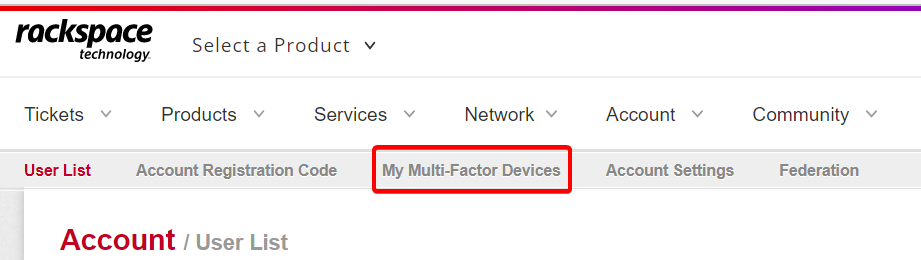 rackspace
technology
Select a Product
Tickets Products Services Network Account Community
User List Account Registration Code My Multi-Factor Devices Account Settings Federation
Account / User List